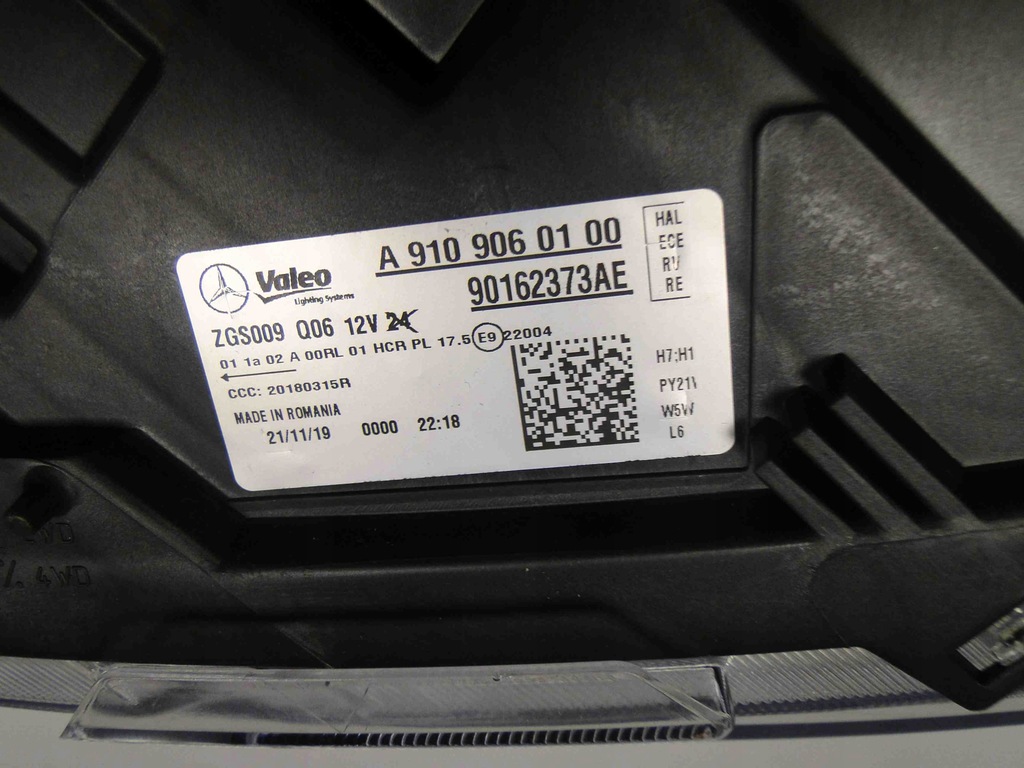 A 910 906 01 00
90162373AE
HAL
ECE
RE
Valeo
Lighting Systems
ZGS009 Q06 12V 24
01 1a 02 A 00RL 01 HCR PL 17.5 E9 22004
CCC: 20180315R
MADE IN ROMANIA
21/11/19 0000 22:18
H7;H1
W5W
L6
4WD